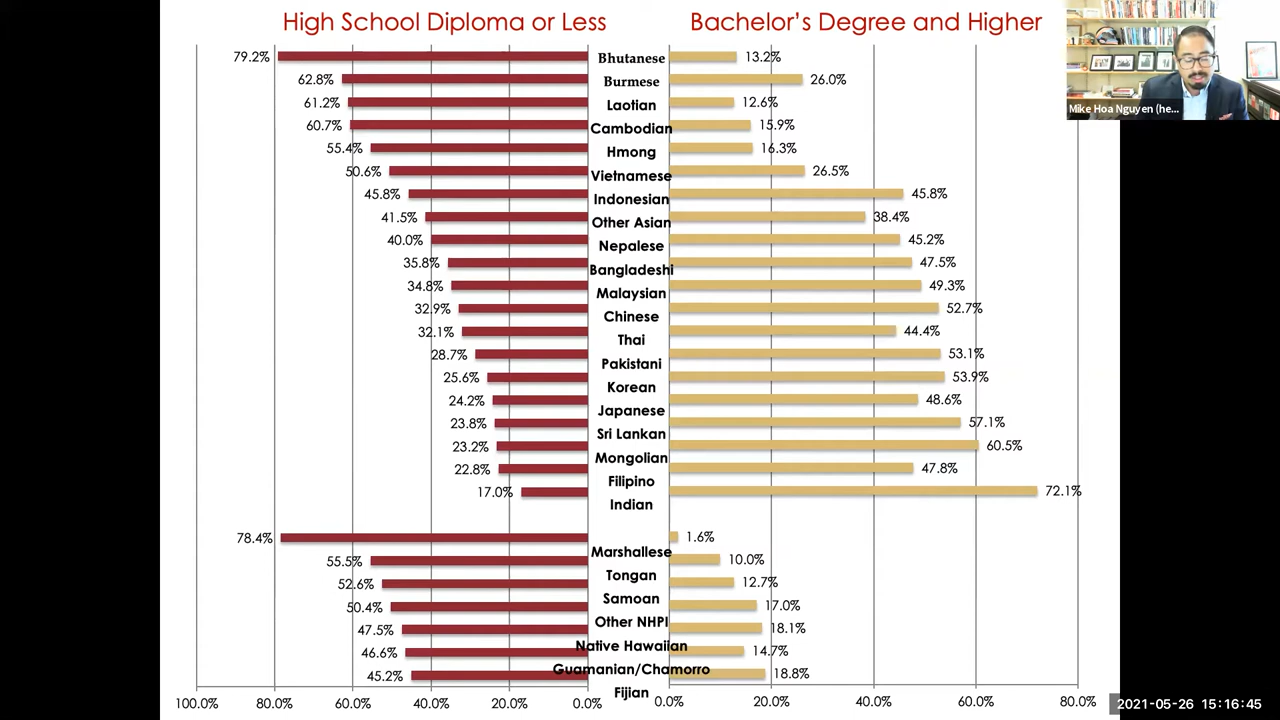 High School Diploma or Less Bachelor's Degree and Higher
79.2% Bhutanese 13.2%
62.8% Burmese 26.0%
61.2% Laotian 12.6%
60.7% Cambodian 15.9%
55.4% Hmong 16.3%
50.6% Vietnamese 26.5%
45.8% Indonesian 45.8%
41.5% Other Asian 38.4%
40.0% Nepalese 45.2%
35.8% Bangladeshi 47.5%
34.8% Malaysian 49.3%
32.9% Chinese 52.7%
32.1% Thai 44.4%
28.7% Pakistani 53.1%
25.6% Korean 53.9%
24.2% Japanese 48.6%
23.8% Sri Lankan 57.1%
23.2% Mongolian 60.5%
22.8% Filipino 47.8%
17.0% Indian 72.1%
78.4% Marshallese 1.6%
55.5% Tongan 10.0%
52.6% Samoan 12.7%
50.4% Other NHPI 17.0%
47.5% Native Hawaiian 18.1%
46.6% Guamanian/Chamorro 14.7%
45.2% Fijian 18.8%
100.0% 80.0% 60.0% 40.0% 20.0% 0.0% 0.0% 20.0% 40.0% 60.0% 80.0%
Mike Hoa Nguyen (he...
2021-05-26 15:16:45